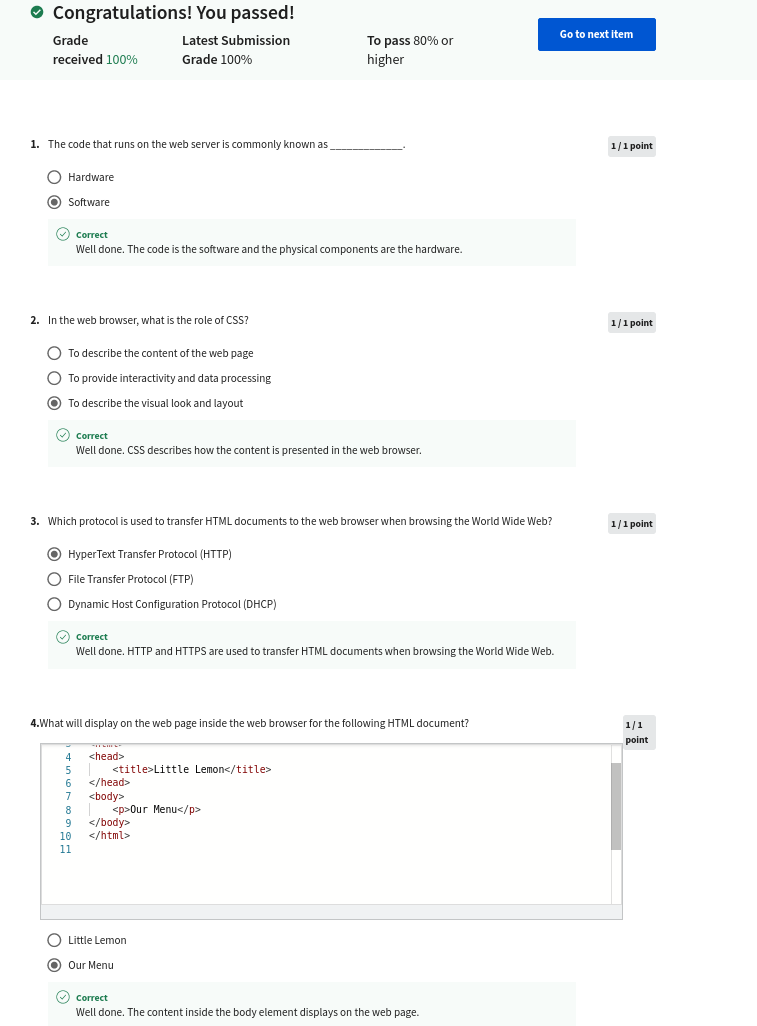 Congratulations! You passed!
Grade received 100%
Latest Submission Grade 100%
To pass 80% or higher
Go to next item
1. The code that runs on the web server is commonly known as _____________.
1 / 1 point
Hardware
Software
Correct
Well done. The code is the software and the physical components are the hardware.
2. In the web browser, what is the role of CSS?
1 / 1 point
To describe the content of the web page
To provide interactivity and data processing
To describe the visual look and layout
Correct
Well done. CSS describes how the content is presented in the web browser.
3. Which protocol is used to transfer HTML documents to the web browser when browsing the World Wide Web?
1 / 1 point
HyperText Transfer Protocol (HTTP)
File Transfer Protocol (FTP)
Dynamic Host Configuration Protocol (DHCP)
Correct
Well done. HTTP and HTTPS are used to transfer HTML documents when browsing the World Wide Web.
4.What will display on the web page inside the web browser for the following HTML document?
1 / 1 point
4 <head>
5 <title>Little Lemon</title>
6 </head>
7 <body>
8 <p>Our Menu</p>
9 </body>
10 </html>
11
Little Lemon
Our Menu
Correct
Well done. The content inside the body element displays on the web page.